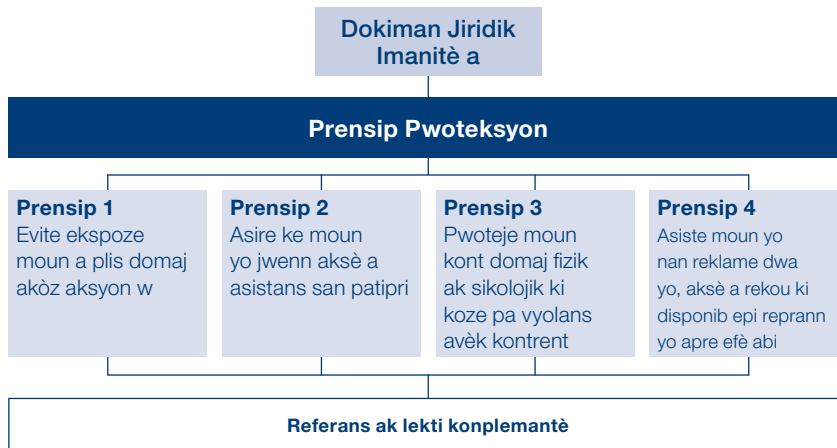 Dokiman Jiridik
Imanitè a
Prensip Pwoteksyon
Prensip 1
Evite ekspoze
moun a plis domaj
akòz aksyon w
Prensip 2
Asire ke moun
yo jwenn aksè a
asistans san patipri
Prensip 3
Pwoteje moun
kont domaj fizik
ak sikolojik ki
koze pa vyolans
avèk kontrent
Prensip 4
Asiste moun yo
nan reklame dwa
yo, aksè a rekou ki
disponib epi reprann
yo apre efè abi
Referans ak lekti konplemantè